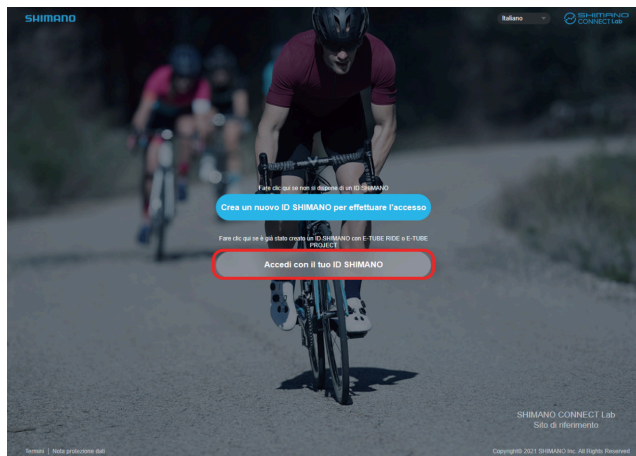 SHIMANO
Italiano
SHIMANO
CONNECT Lab
Fare clic qui se non si dispone di un ID SHIMANO
Crea un nuovo ID SHIMANO per effettuare l'accesso
Fare clic qui se è già stato creato un ID SHIMANO con E-TUBE RIDE o E-TUBE
PROJECT
Accedi con il tuo ID SHIMANO
SHIMANO CONNECT Lab
Sito di riferimento
Termini | Nota protezione dati
Copyright© 2021 SHIMANO Inc. All Rights Reserved.